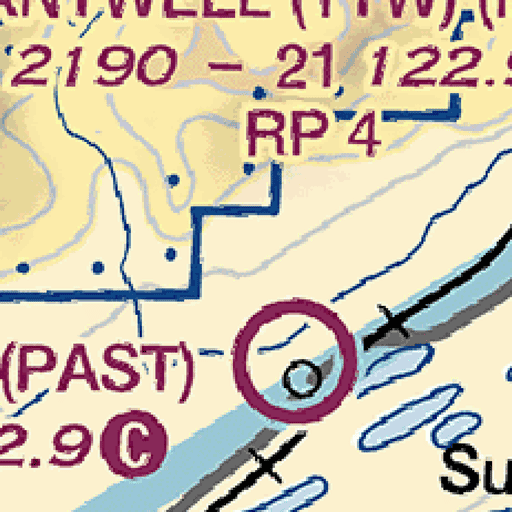 ANTWELL (TTW) (
2190 - 21 122.9
RP 4
(PAST)
2.9 C
Su